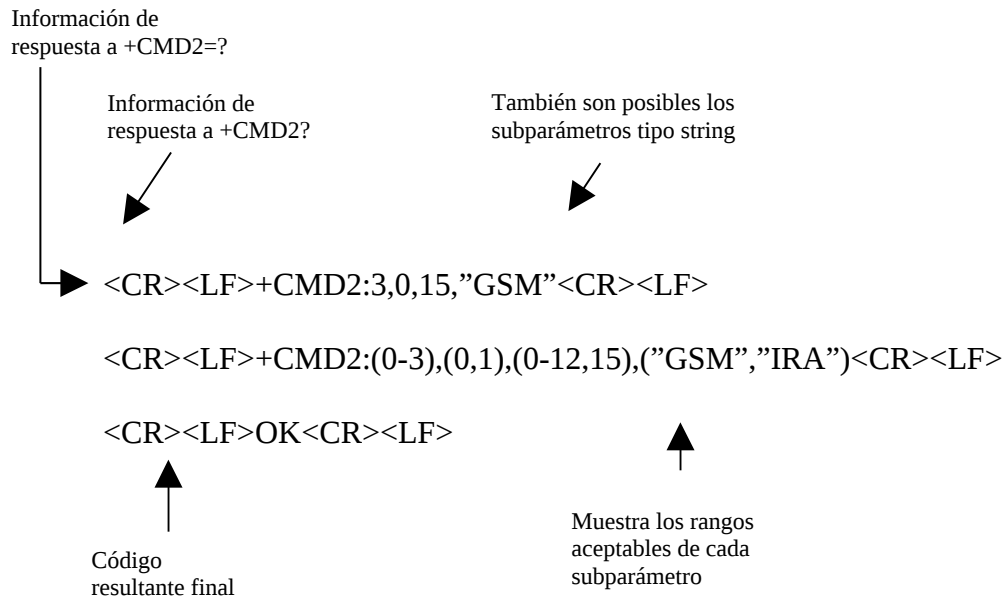 Información de
respuesta a +CMD2=?
Información de
respuesta a +CMD2?
También son posibles los
subparámetros tipo string
<CR><LF>+CMD2:3,0,15,”GSM”<CR><LF>
<CR><LF>+CMD2:(0-3),(0,1),(0-12,15),(”GSM”,”IRA”)<CR><LF>
<CR><LF>OK<CR><LF>
Código
resultante final
Muestra los rangos
aceptables de cada
subparámetro